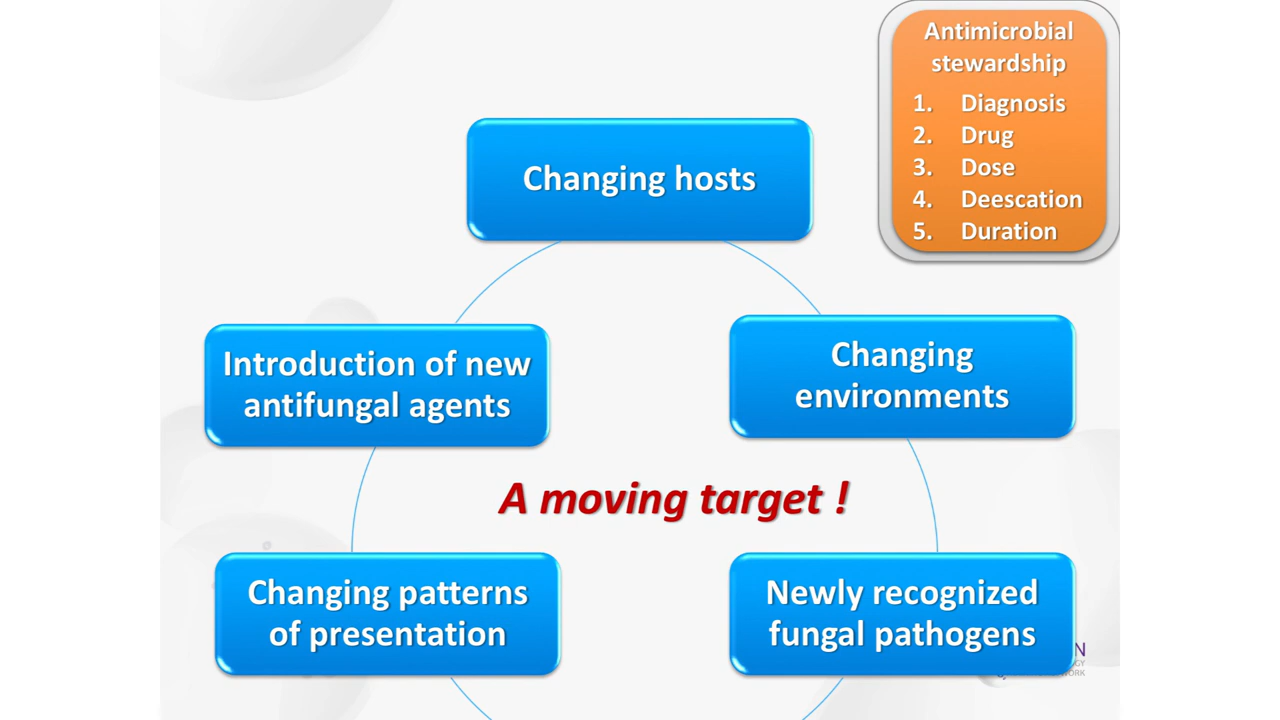 Antimicrobial
stewardship
1. Diagnosis
2. Drug
3. Dose
4. Deescation
5. Duration
Changing hosts
Introduction of new
antifungal agents
Changing
environments
A moving target !
Changing patterns
of presentation
Newly recognized
fungal pathogens